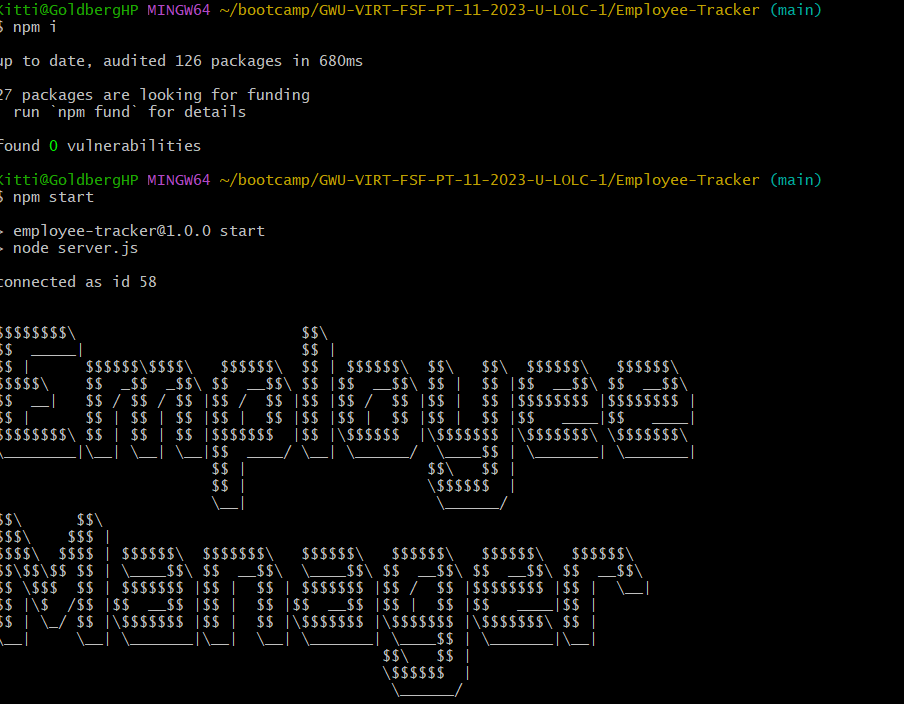 Kitti@GoldbergHP MINGW64 ~/bootcamp/GWU-VIRT-FSF-PT-11-2023-U-LOLC-1/Employee-Tracker (main)
$ npm i
up to date, audited 126 packages in 680ms
27 packages are looking for funding
run `npm fund` for details
found 0 vulnerabilities
Kitti@GoldbergHP MINGW64 ~/bootcamp/GWU-VIRT-FSF-PT-11-2023-U-LOLC-1/Employee-Tracker (main)
$ npm start
> employee-tracker@1.0.0 start
> node server.js
connected as id 58
Employee
Manager